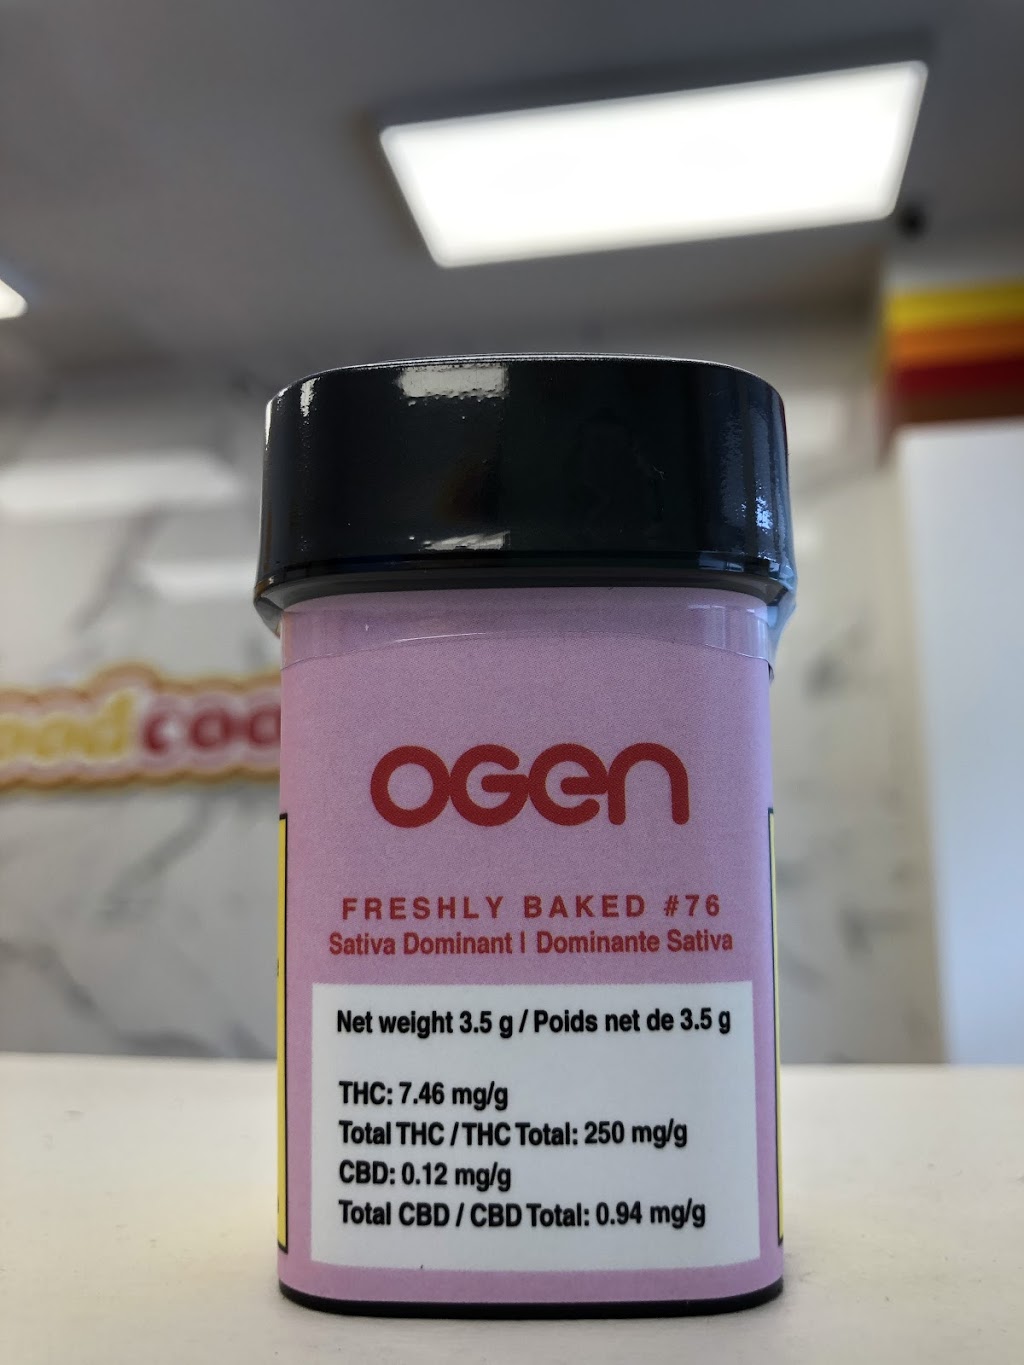 OGEN
FRESHLY BAKED #76
Sativa Dominant | Dominante Sativa
Net weight 3.5 g / Poids net de 3.5 g
THC: 7.46 mg/g
Total THC / THC Total: 250 mg/g
CBD: 0.12 mg/g
Total CBD / CBD Total: 0.94 mg/g